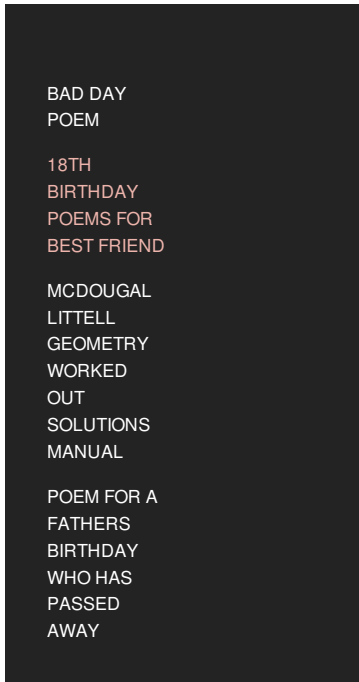 BAD DAY
POEM
18TH
BIRTHDAY
POEMS FOR
BEST FRIEND
MCDOUGAL
LITTELL
GEOMETRY
WORKED
OUT
SOLUTIONS
MANUAL
POEM FOR A
FATHERS
BIRTHDAY
WHO HAS
PASSED
AWAY